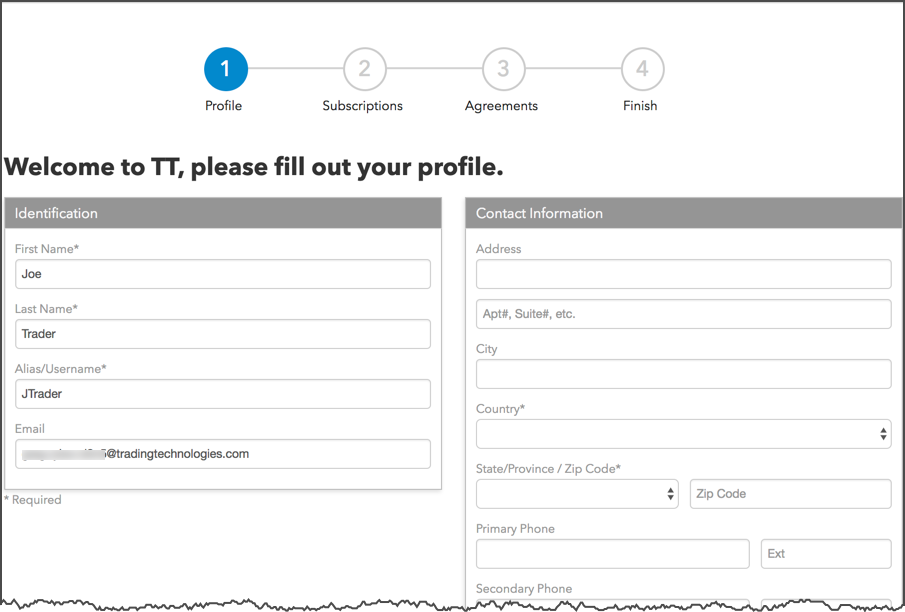 1 2 3 4
Profile Subscriptions Agreements Finish
Welcome to TT, please fill out your profile.
Identification
First Name*
Joe
Last Name*
Trader
Alias/Username*
JTrader
Email
@tradingtechnologies.com
* Required
Contact Information
Address
Apt#, Suite#, etc.
City
Country*
State/Province / Zip Code*
Zip Code
Primary Phone
Ext
Secondary Phone